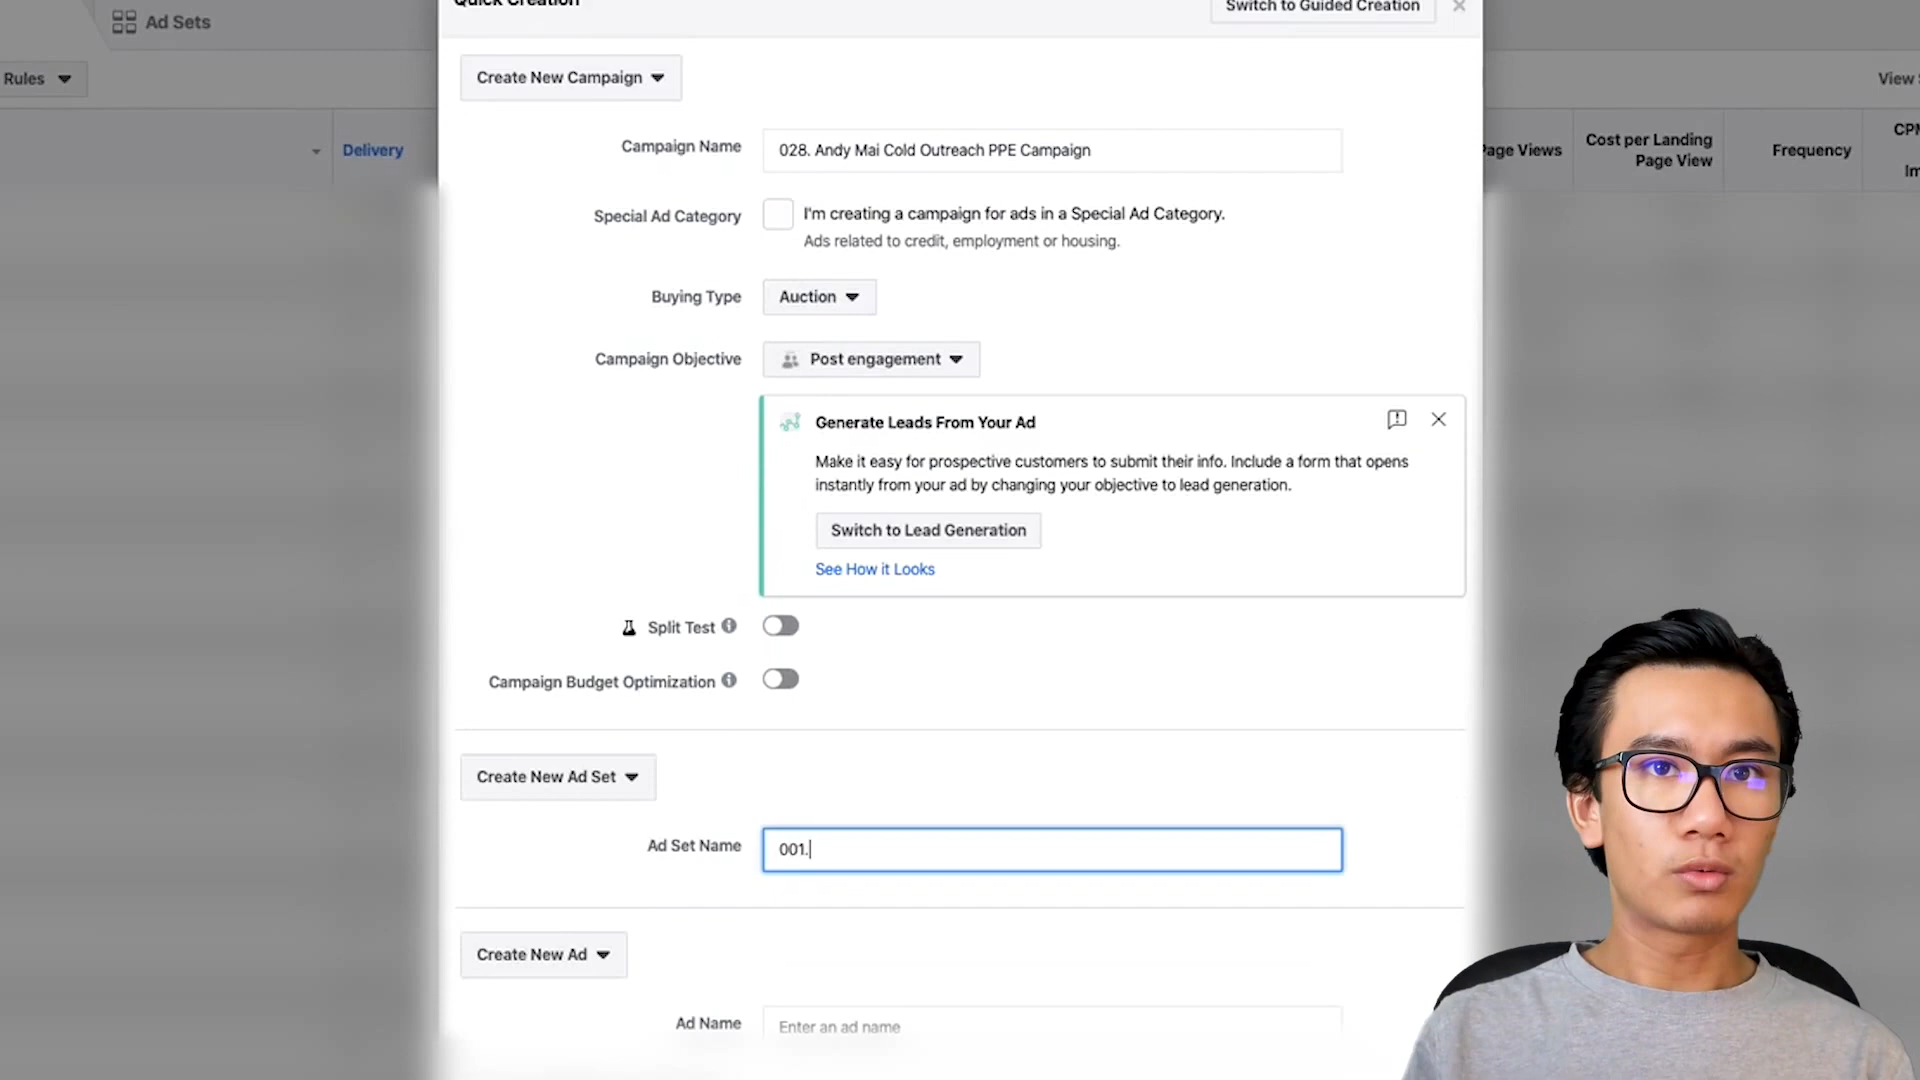 Quick Creation
Switch to Guided Creation
Ad Sets
Rules
View
Create New Campaign
Delivery
Page Views
Cost per Landing
Page View
Frequency
CPM
Campaign Name
028. Andy Mai Cold Outreach PPE Campaign
Special Ad Category
I'm creating a campaign for ads in a Special Ad Category.
Ads related to credit, employment or housing.
Buying Type
Auction
Campaign Objective
Post engagement
Generate Leads From Your Ad
Make it easy for prospective customers to submit their info. Include a form that opens
instantly from your ad by changing your objective to lead generation.
Switch to Lead Generation
See How it Looks
Split Test
Campaign Budget Optimization
Create New Ad Set
Ad Set Name
001.
Create New Ad
Ad Name
Enter an ad name